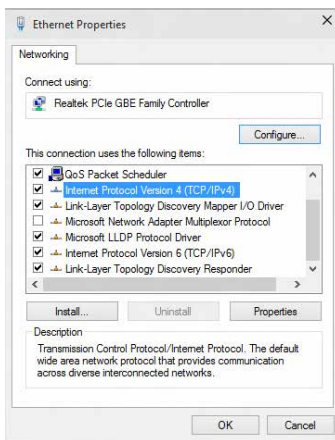 Ethernet Properties
Networking
Connect using:
Realtek PCIe GBE Family Controller
Configure...
This connection uses the following items:
QoS Packet Scheduler
Internet Protocol Version 4 (TCP/IPv4)
Link-Layer Topology Discovery Mapper I/O Driver
Microsoft Network Adapter Multiplexor Protocol
Microsoft LLDP Protocol Driver
Internet Protocol Version 6 (TCP/IPv6)
Link-Layer Topology Discovery Responder
Install... Uninstall Properties
Description
Transmission Control Protocol/Internet Protocol. The default
wide area network protocol that provides communication
across diverse interconnected networks.
OK Cancel